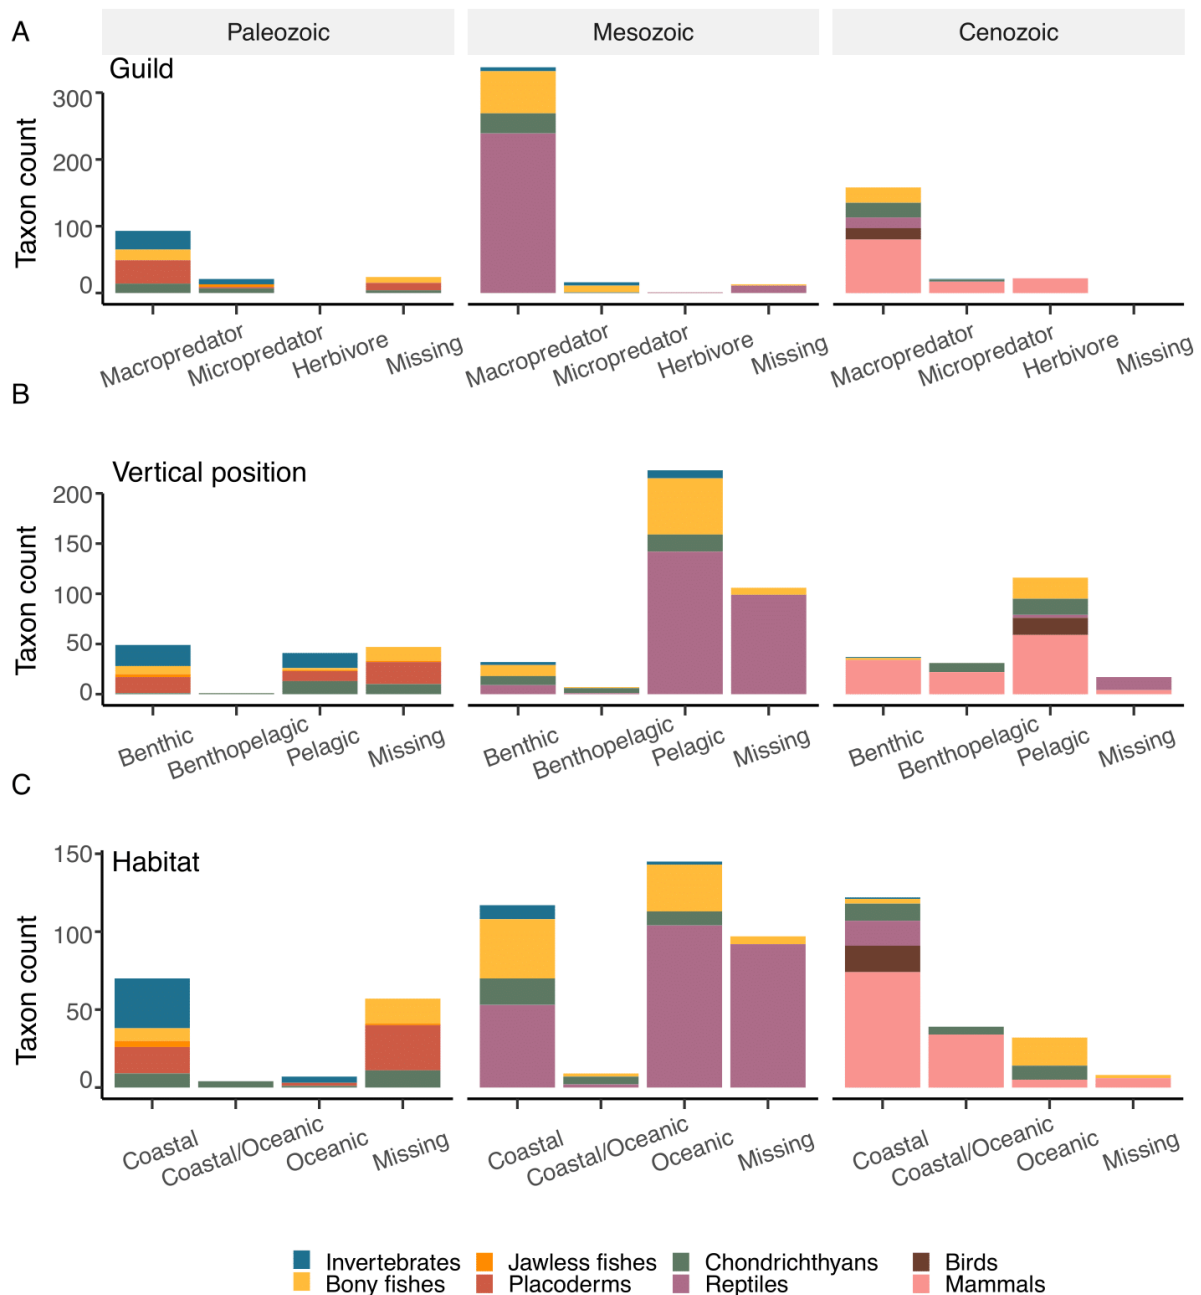 A
Paleozoic Mesozoic Cenozoic
Guild
Taxon count
300
200
100
0
Macropredator Micropredator Herbivore Missing Macropredator Micropredator Herbivore Missing Macropredator Micropredator Herbivore Missing
B
Vertical position
Taxon count
200
150
100
50
0
Benthic Benthopelagic Pelagic Missing Benthic Benthopelagic Pelagic Missing Benthic Benthopelagic Pelagic Missing
C
Habitat
Taxon count
150
100
50
0
Coastal Coastal/Oceanic Oceanic Missing Coastal Coastal/Oceanic Oceanic Missing Coastal Coastal/Oceanic Oceanic Missing
Invertebrates Jawless fishes Chondrichthyans Birds
Bony fishes Placoderms Reptiles Mammals